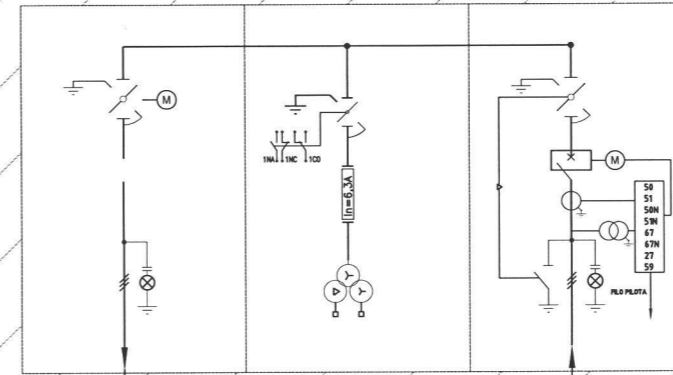 M
1NA
1NC
1CO
In=6,3A
M
50
51
50N
51N
67
67N
27
59
FILO PILOTA